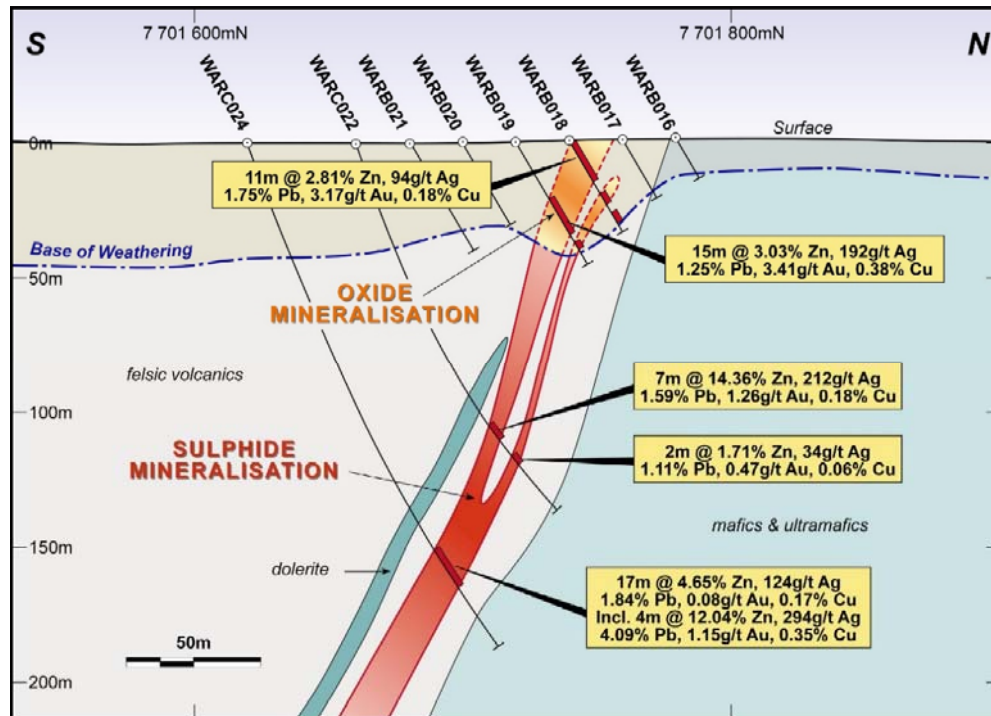 7 701 600mN
7 701 800mN
S
N
WARC024
WARC022
WARB021
WARB020
WARB019
WARB018
WARB017
WARB016
Surface
0m
11m @ 2.81% Zn, 94g/t Ag
1.75% Pb, 3.17g/t Au, 0.18% Cu
Base of Weathering
15m @ 3.03% Zn, 192g/t Ag
1.25% Pb, 3.41g/t Au, 0.38% Cu
50m
OXIDE
MINERALISATION
felsic volcanics
7m @ 14.36% Zn, 212g/t Ag
1.59% Pb, 1.26g/t Au, 0.18% Cu
100m
SULPHIDE
MINERALISATION
2m @ 1.71% Zn, 34g/t Ag
1.11% Pb, 0.47g/t Au, 0.06% Cu
mafics & ultramafics
150m
dolerite
17m @ 4.65% Zn, 124g/t Ag
1.84% Pb, 0.08g/t Au, 0.17% Cu
Incl. 4m @ 12.04% Zn, 294g/t Ag
4.09% Pb, 1.15g/t Au, 0.35% Cu
50m
200m